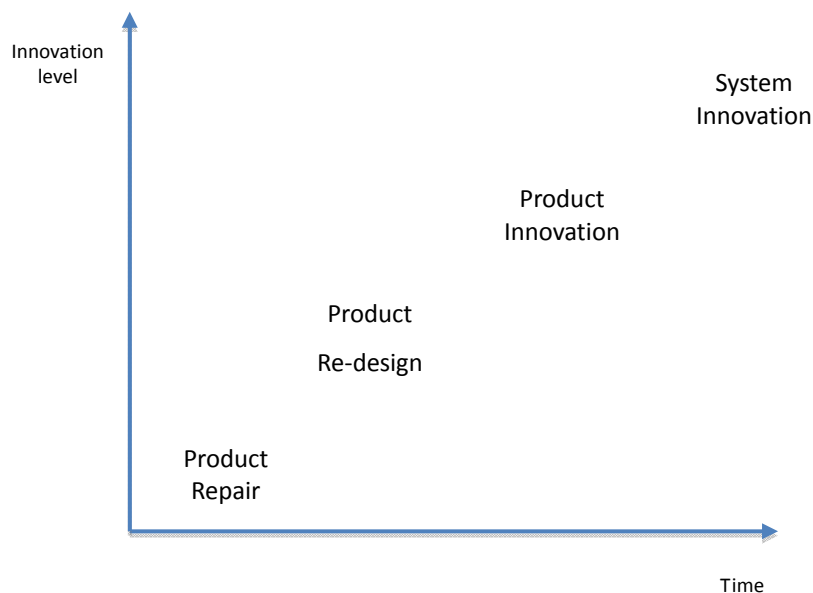 Innovation
level
System
Innovation
Product
Innovation
Product
Re-design
Product
Repair
Time